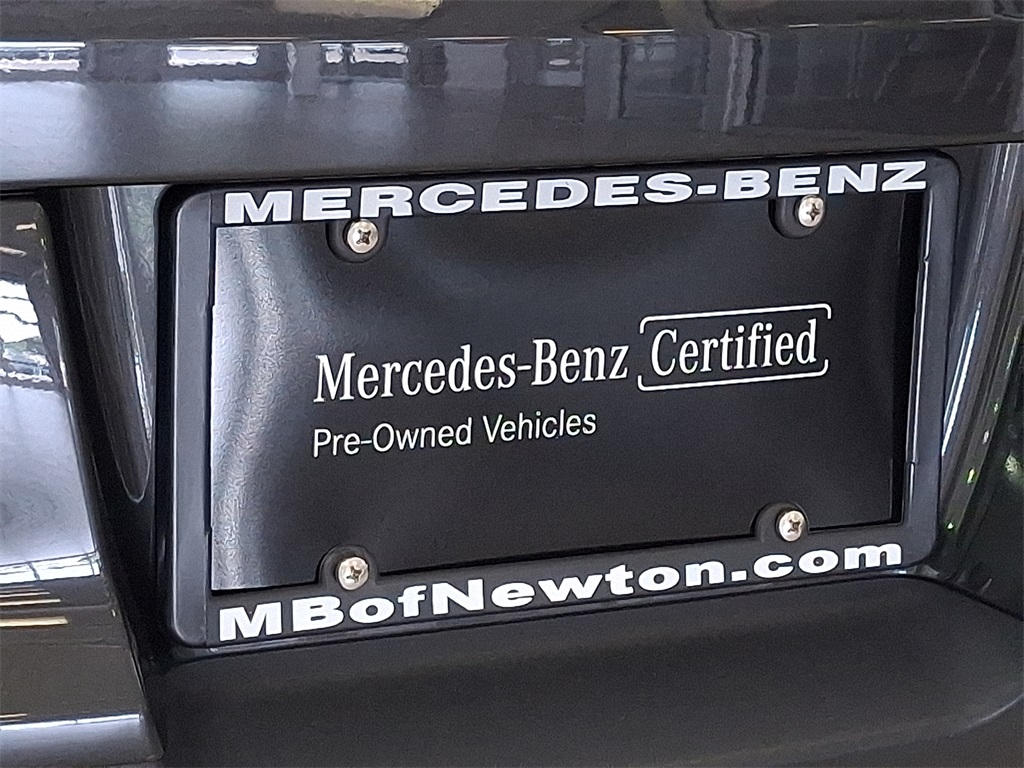 MERCEDES-BENZ
Mercedes-Benz Certified
Pre-Owned Vehicles
MBofNewton.com